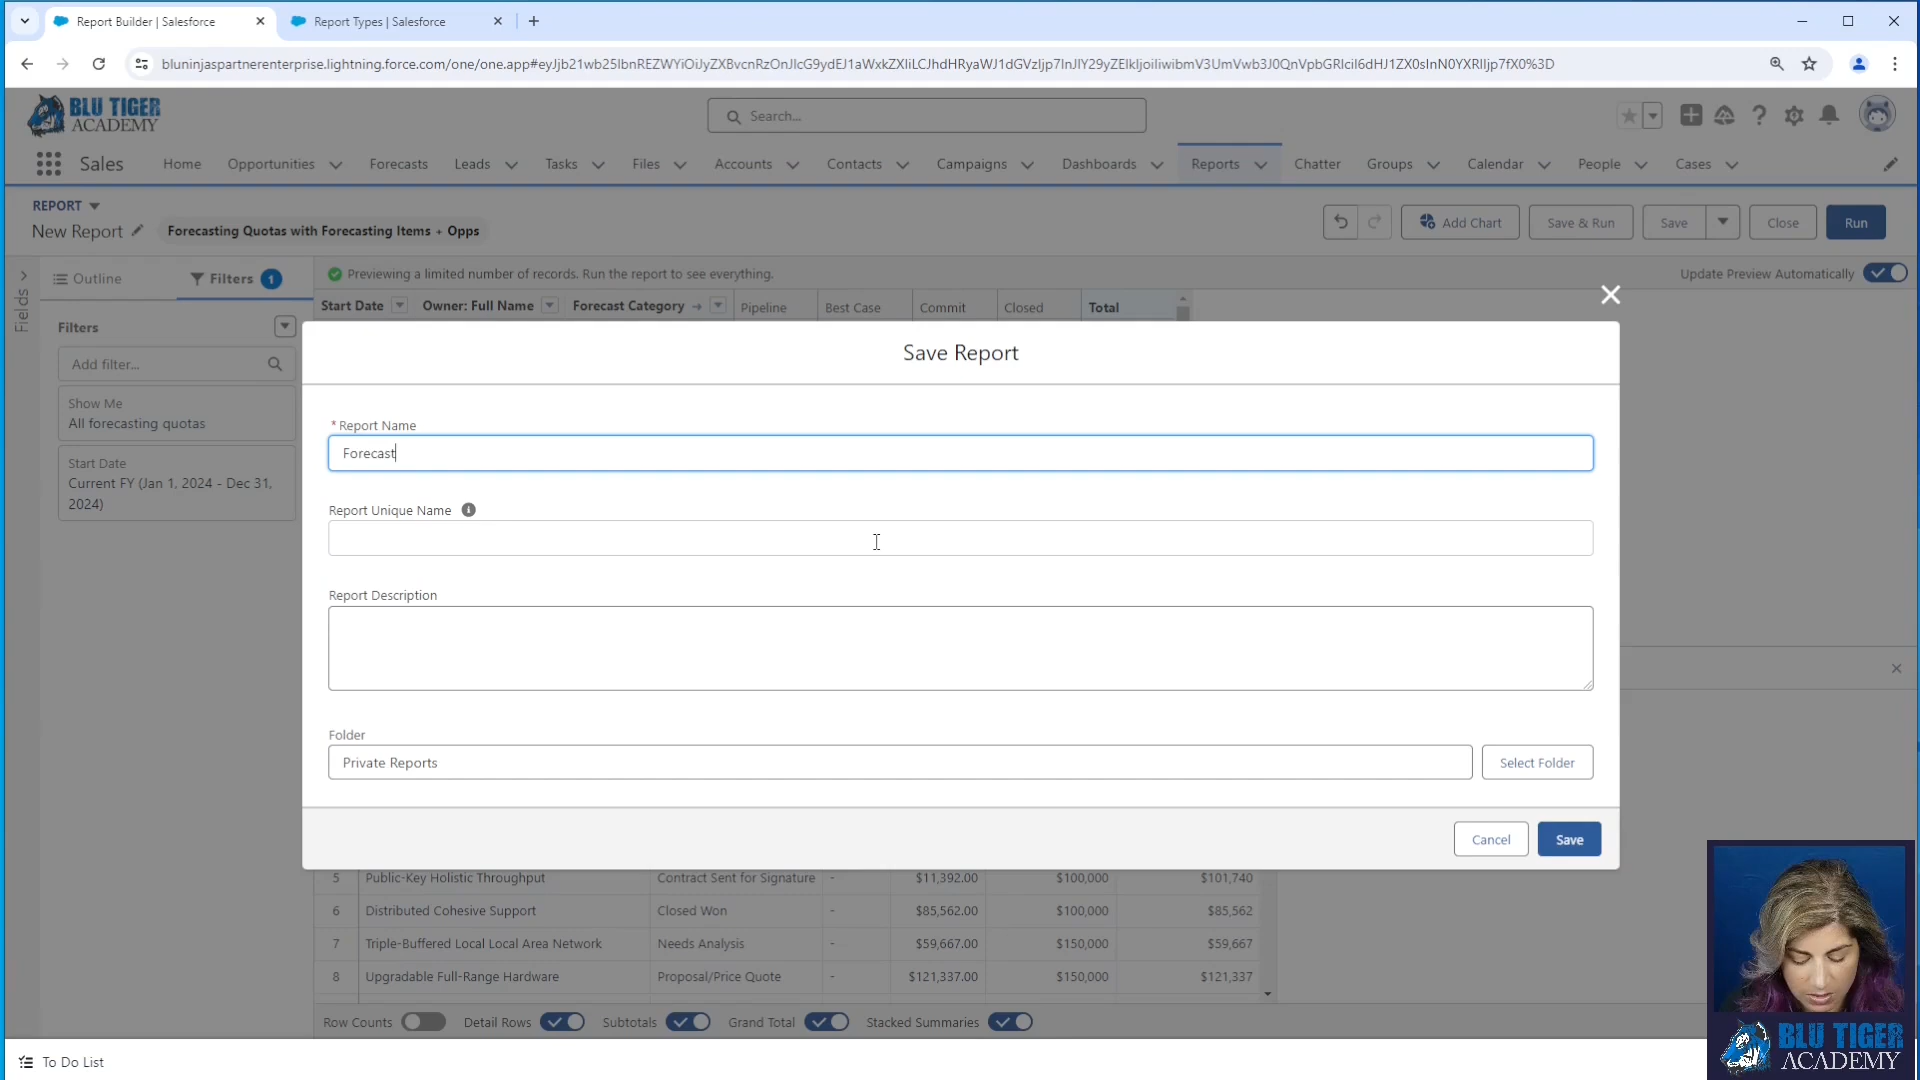 Report Builder | Salesforce
Report Types | Salesforce
bluninjaspartnerenterprise.lightning.force.com/one/one.app#eyJjb21wb25lbnREZWYiOiJyZXBvcnRzOnJlcG9ydEJ1aWxkZXIiLCJhdHRyaWJ1dGVzIjp7InJlY29yZElkIjoiIiwibmV3UmVwb3J0QnVpbGRlciI6dHJ1ZX0sInN0YXRlIjp7fX0%3D
BLU TIGER
ACADEMY
Search...
Sales Home Opportunities Forecasts Leads Tasks Files Accounts Contacts Campaigns Dashboards Reports Chatter Groups Calendar People Cases
REPORT
New Report Forecasting Quotas with Forecasting Items + Opps
Add Chart Save & Run Save Close Run
Fields
Outline Filters 1
Previewing a limited number of records. Run the report to see everything.
Update Preview Automatically
Start Date Owner: Full Name Forecast Category → Pipeline Best Case Commit Closed Total
Filters
Add filter...
Show Me
All forecasting quotas
Start Date
Current FY (Jan 1, 2024 - Dec 31,
2024)
Save Report
* Report Name
Forecast
Report Unique Name
Report Description
Folder
Private Reports
Select Folder
Cancel Save
5 Public-Key Holistic Throughput Contract Sent for Signature - $11,392.00 $100,000 $101,740
6 Distributed Cohesive Support Closed Won - $85,562.00 $100,000 $85,562
7 Triple-Buffered Local Local Area Network Needs Analysis - $59,667.00 $150,000 $59,667
8 Upgradable Full-Range Hardware Proposal/Price Quote - $121,337.00 $150,000 $121,337
Row Counts Detail Rows Subtotals Grand Total Stacked Summaries
To Do List
BLU TIGER
ACADEMY